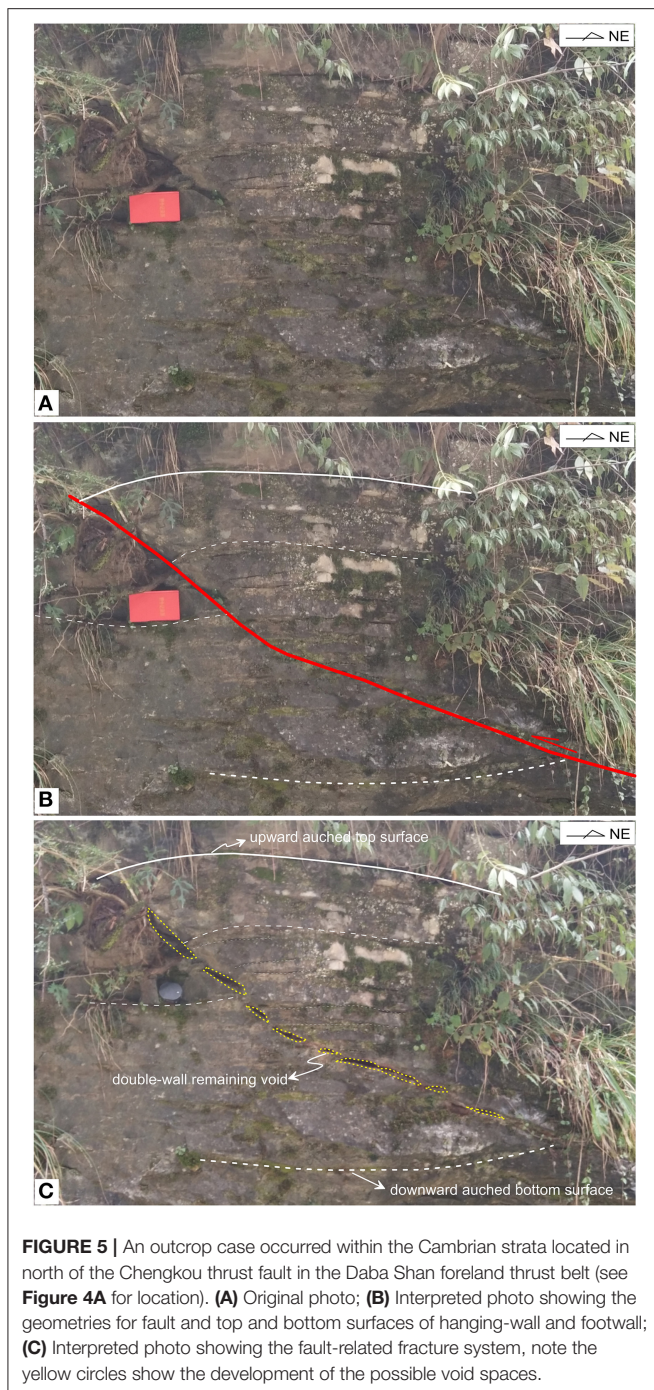 NE
A
NE
B
upward auched top surface
NE
double-wall remaining void
downward auched bottom surface
C
FIGURE 5 | An outcrop case occurred within the Cambrian strata located in
north of the Chengkou thrust fault in the Daba Shan foreland thrust belt (see
Figure 4A for location). (A) Original photo; (B) Interpreted photo showing the
geometries for fault and top and bottom surfaces of hanging-wall and footwall;
(C) Interpreted photo showing the fault-related fracture system, note the
yellow circles show the development of the possible void spaces.